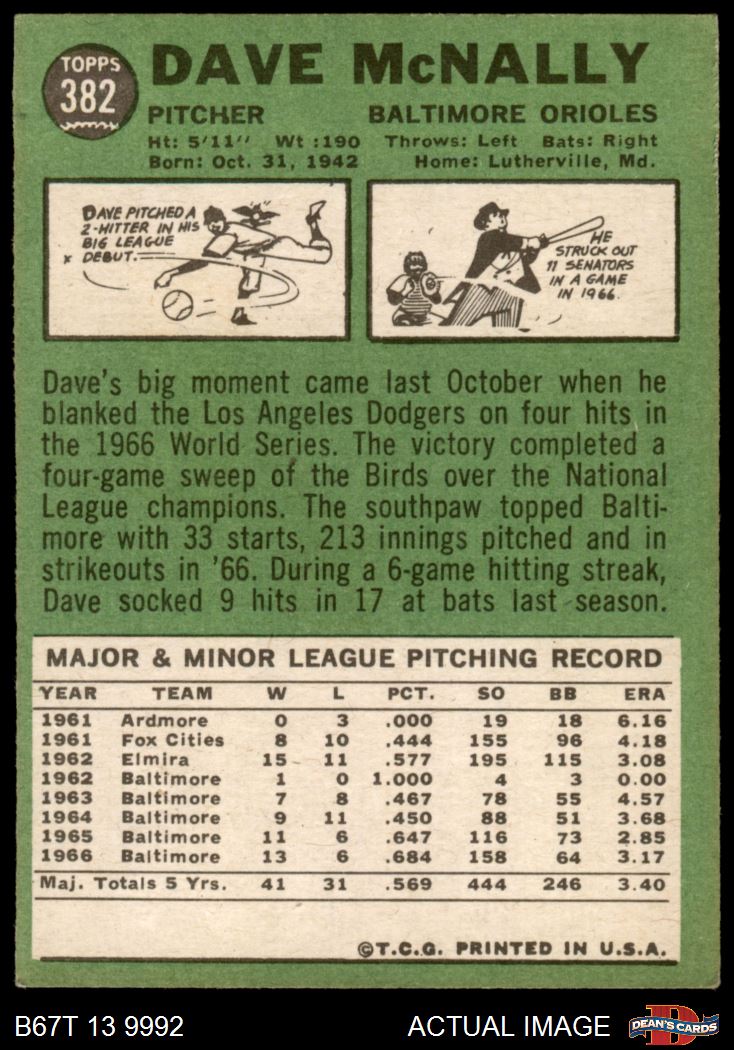 TOPPS
382
DAVE McNALLY
PITCHER BALTIMORE ORIOLES
Ht: 5'11" Wt :190 Throws: Left Bats: Right
Born: Oct. 31, 1942 Home: Lutherville, Md.
DAVE PITCHED A
2-HITTER IN HIS
BIG LEAGUE
DEBUT.
HE
STRUCK OUT
11 SENATORS
IN A GAME
IN 1966.
Dave's big moment came last October when he
blanked the Los Angeles Dodgers on four hits in
the 1966 World Series. The victory completed a
four-game sweep of the Birds over the National
League champions. The southpaw topped Balti-
more with 33 starts, 213 innings pitched and in
strikeouts in '66. During a 6-game hitting streak,
Dave socked 9 hits in 17 at bats last season.
MAJOR & MINOR LEAGUE PITCHING RECORD
YEAR TEAM W L PCT. SO BB ERA
1961 Ardmore 0 3 .000 19 18 6.16
1961 Fox Cities 8 10 .444 155 96 4.18
1962 Elmira 15 11 .577 195 115 3.08
1962 Baltimore 1 0 1.000 4 3 0.00
1963 Baltimore 7 8 .467 78 55 4.57
1964 Baltimore 9 11 .450 88 51 3.68
1965 Baltimore 11 6 .647 116 73 2.85
1966 Baltimore 13 6 .684 158 64 3.17
Maj. Totals 5 Yrs. 41 31 .569 444 246 3.40
©T.C.G. PRINTED IN U.S.A.
B67T 13 9992 ACTUAL IMAGE D DEAN'S CARDS